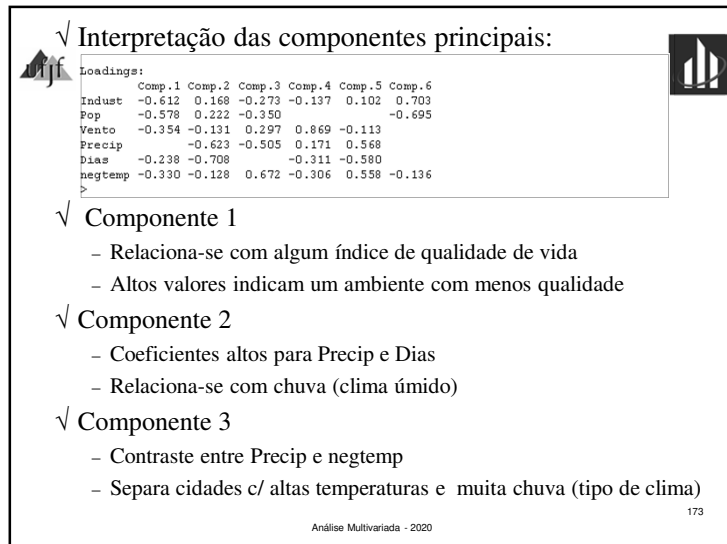 √ Interpretação das componentes principais:
ufjf
Loadings:
        Comp.1 Comp.2 Comp.3 Comp.4 Comp.5 Comp.6
Indust  -0.612  0.168 -0.273 -0.137  0.102  0.703
Pop     -0.578  0.222 -0.350               -0.695
Vento   -0.354 -0.131  0.297  0.869 -0.113
Precip         -0.623 -0.505  0.171  0.568
Dias    -0.238 -0.708        -0.311 -0.580
negtemp -0.330 -0.128  0.672 -0.306  0.558 -0.136
>
√ Componente 1
– Relaciona-se com algum índice de qualidade de vida
– Altos valores indicam um ambiente com menos qualidade
√ Componente 2
– Coeficientes altos para Precip e Dias
– Relaciona-se com chuva (clima úmido)
√ Componente 3
– Contraste entre Precip e negtemp
– Separa cidades c/ altas temperaturas e muita chuva (tipo de clima)
173
Análise Multivariada - 2020